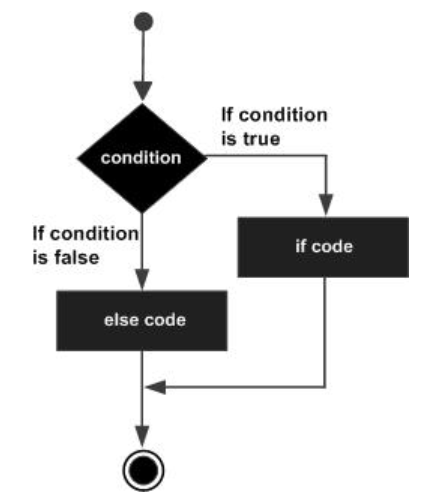 If condition
is true
condition
If condition
is false
if code
else code